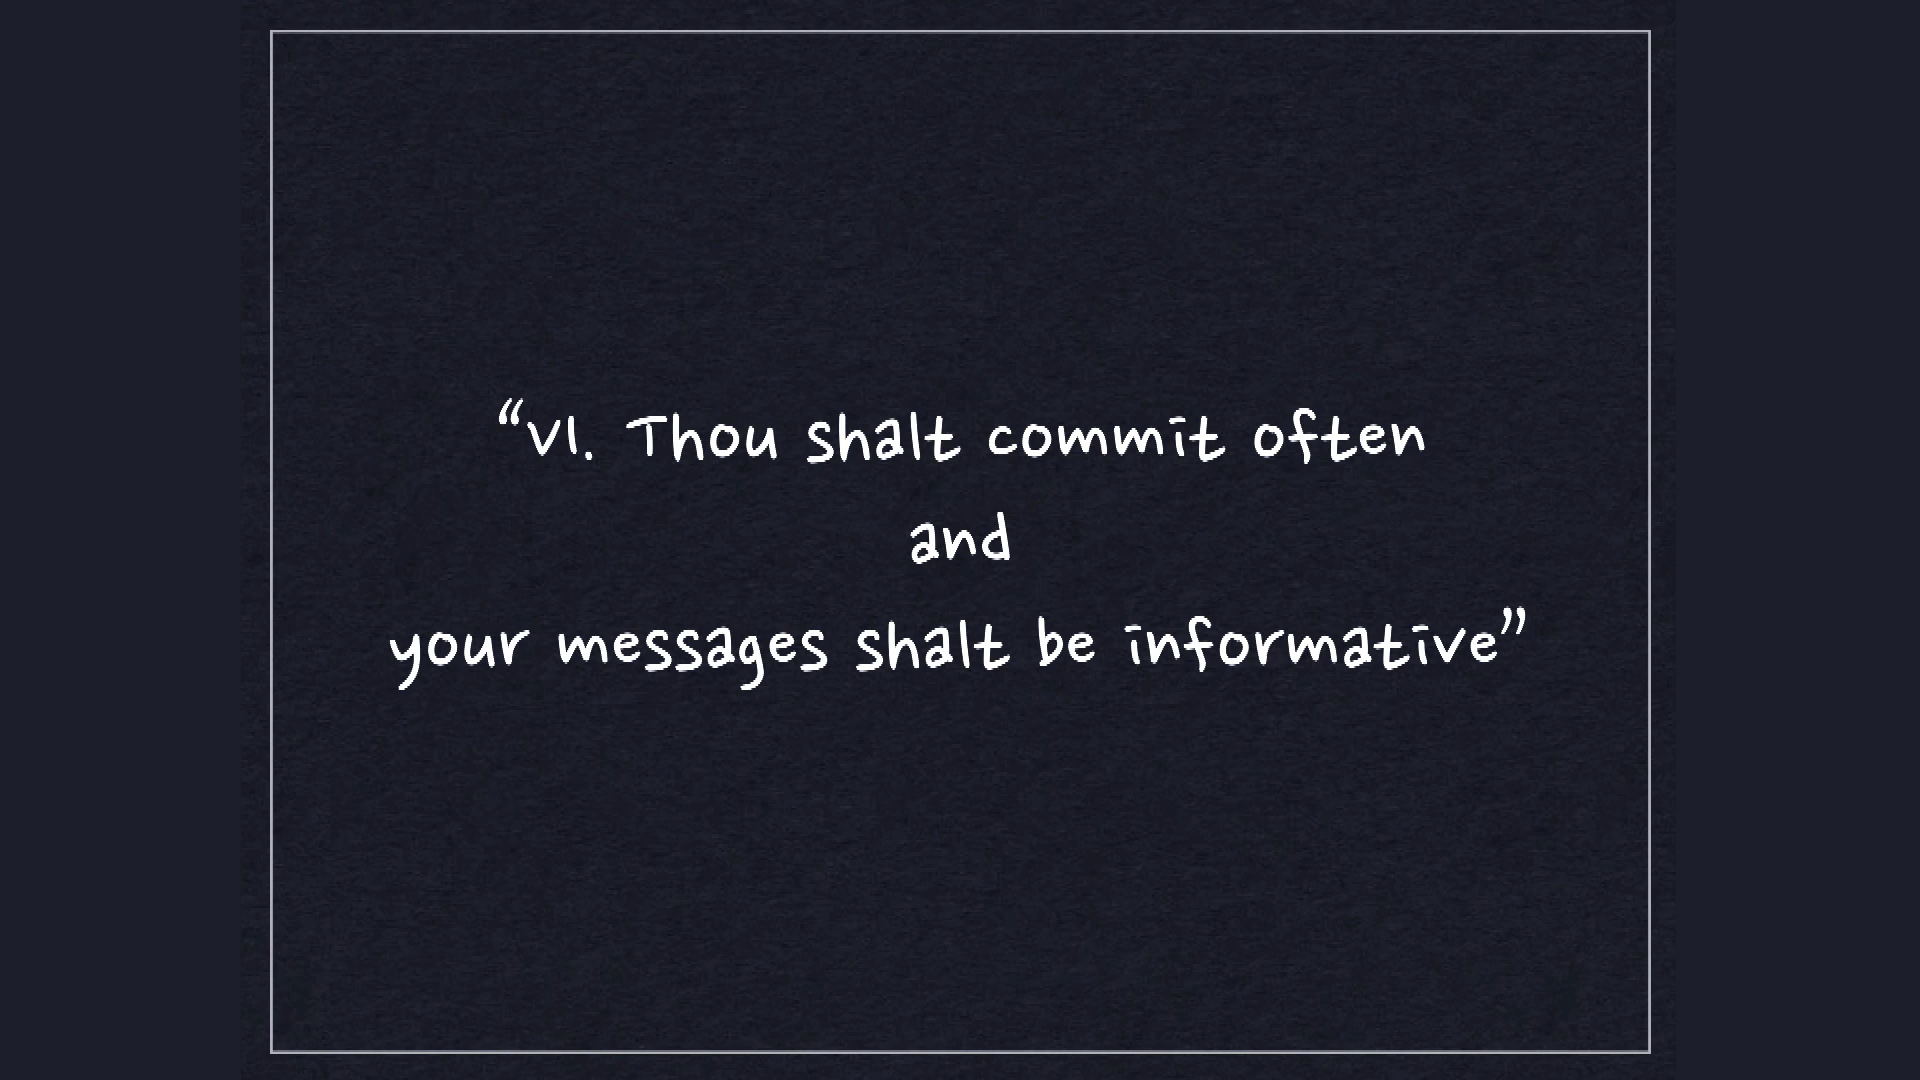 “VI. Thou shalt commit often
and
your messages shalt be informative”